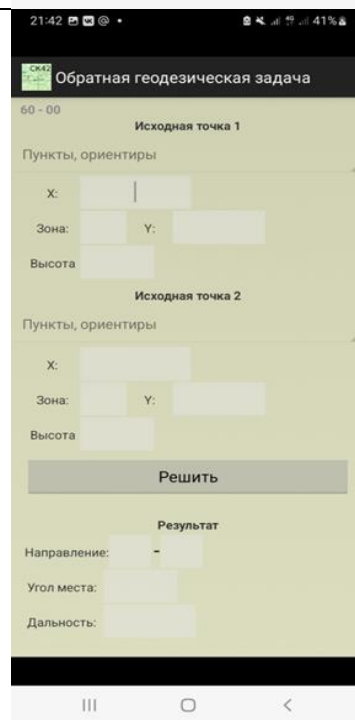 21:42 41%
СК42
Обратная геодезическая задача
60 - 00
Исходная точка 1
Пункты, ориентиры
X:
Зона: Y:
Высота
Исходная точка 2
Пункты, ориентиры
X:
Зона: Y:
Высота
Решить
Результат
Направление: -
Угол места:
Дальность: